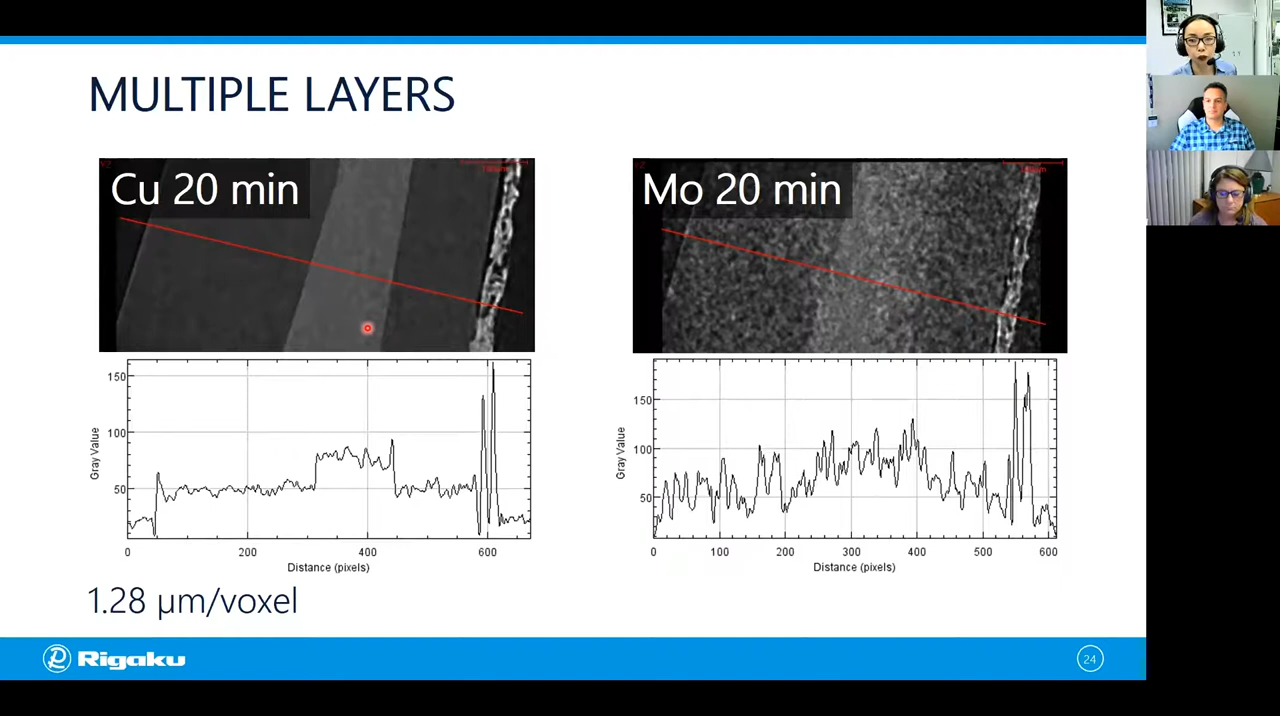 MULTIPLE LAYERS
Cu 20 min
Mo 20 min
150
100
50
Gray Value
0
200
400
600
Distance (pixels)
150
100
50
Gray Value
0
100
200
300
400
500
600
Distance (pixels)
1.28 µm/voxel
Rigaku
24